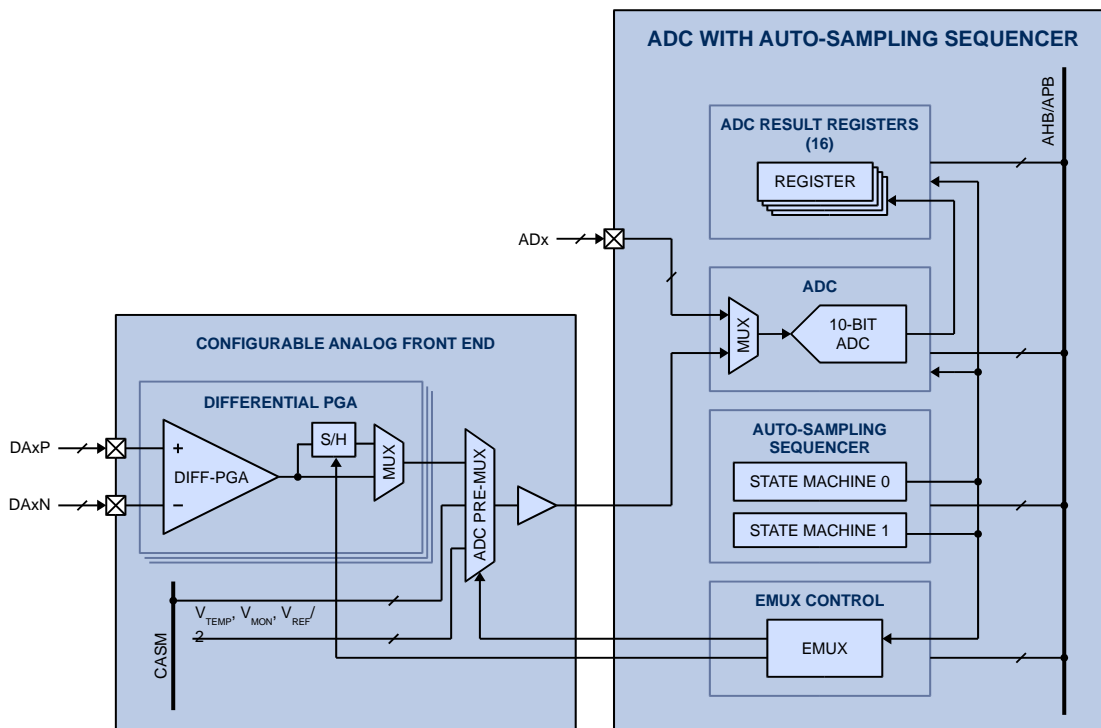 ADC WITH AUTO-SAMPLING SEQUENCER
AHB/APB
ADC RESULT REGISTERS
(16)
REGISTER
ADx
ADC
MUX
10-BIT
ADC
CONFIGURABLE ANALOG FRONT END
DIFFERENTIAL PGA
DAxP
DAxN
+
DIFF-PGA
−
S/H
MUX
ADC PRE-MUX
AUTO-SAMPLING
SEQUENCER
STATE MACHINE 0
STATE MACHINE 1
CASM
VTEMP, VMON, VREF/
2
EMUX CONTROL
EMUX